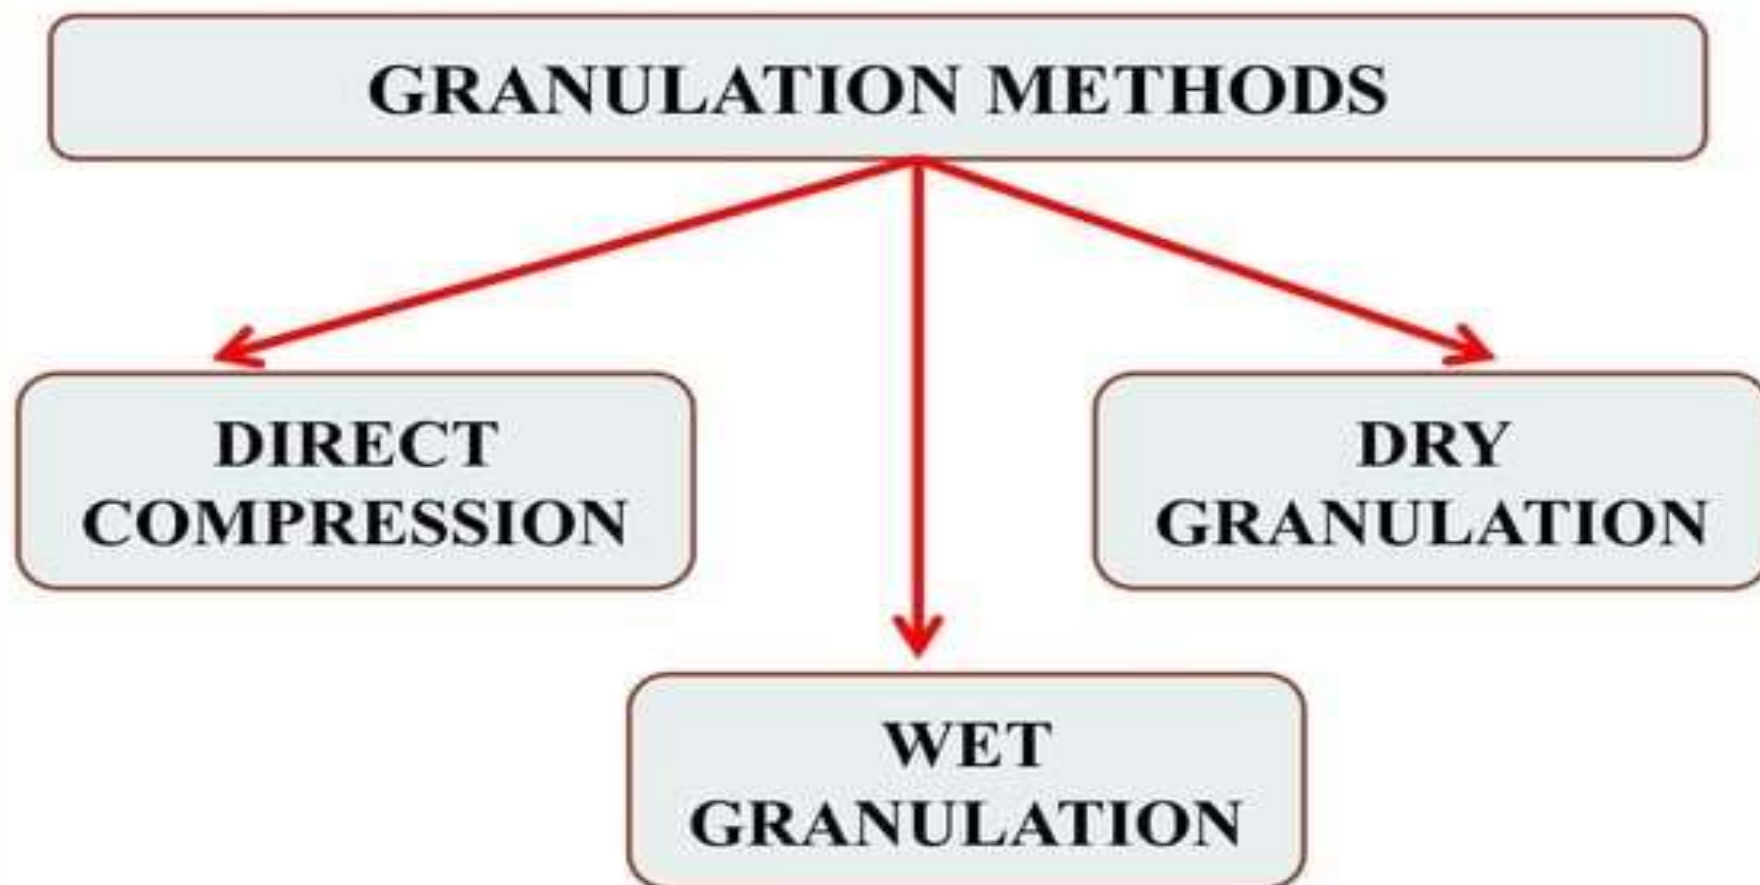 GRANULATION METHODS
DIRECT
COMPRESSION
DRY
GRANULATION
WET
GRANULATION